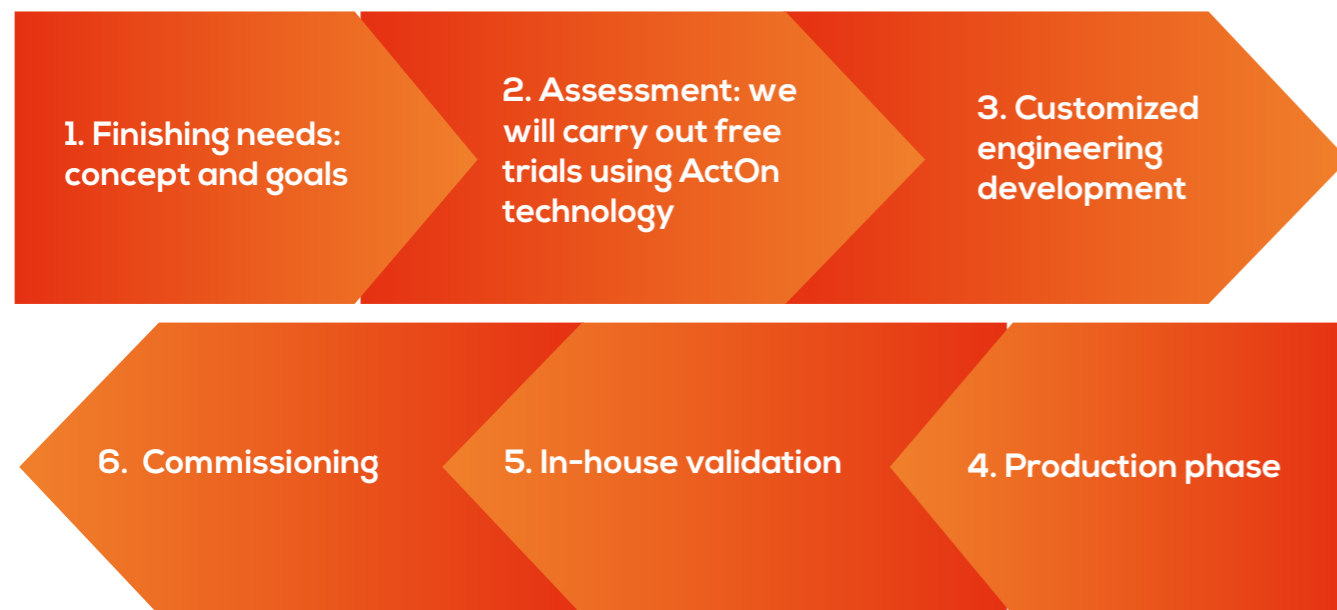 1. Finishing needs:
concept and goals
2. Assessment: we
will carry out free
trials using ActOn
technology
3. Customized
engineering
development
4. Production phase
5. In-house validation
6. Commissioning